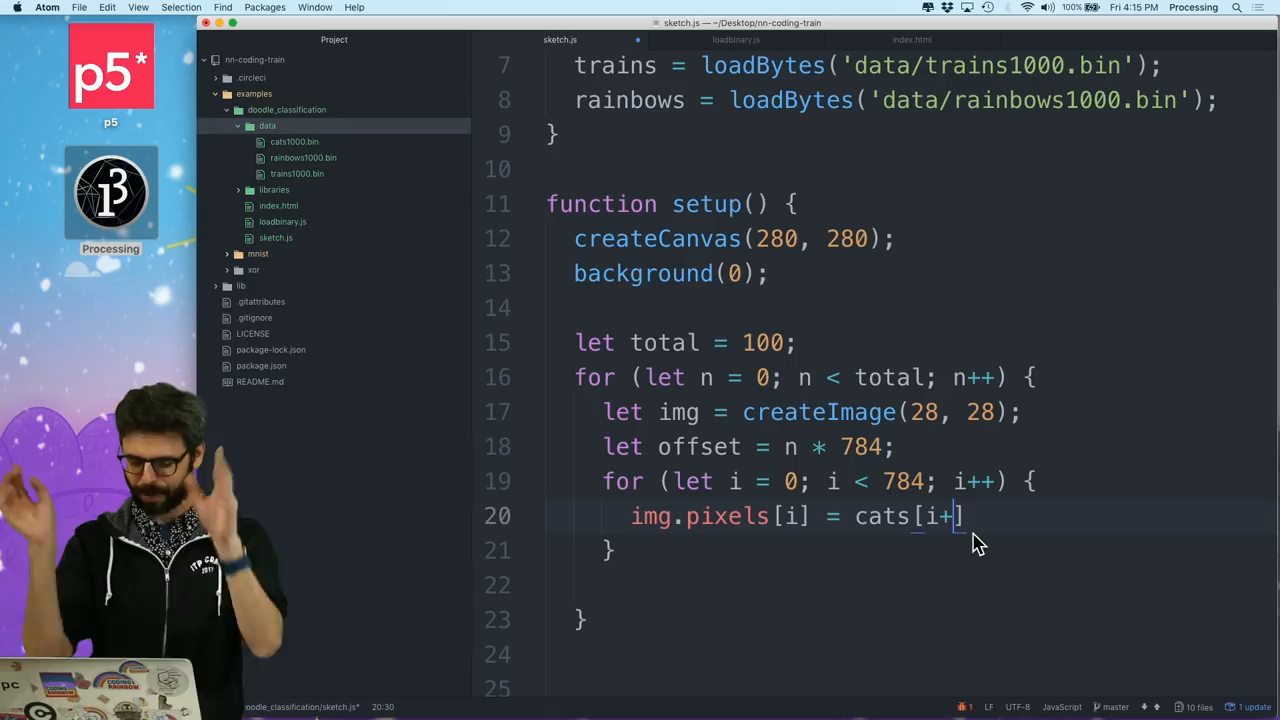 Atom File Edit View Selection Find Packages Window Help
100% Fri 4:15 PM Processing
sketch.js — ~/Desktop/nn-coding-train
Project
sketch.js
loadbinary.js
index.html
p5*
p5
Processing
nn-coding-train
.circleci
examples
doodle_classification
data
cats1000.bin
rainbows1000.bin
trains1000.bin
libraries
index.html
loadbinary.js
sketch.js
mnist
xor
lib
.gitattributes
.gitignore
LICENSE
package-lock.json
package.json
README.md
7 trains = loadBytes('data/trains1000.bin');
8 rainbows = loadBytes('data/rainbows1000.bin');
9 }
10
11 function setup() {
12 createCanvas(280, 280);
13 background(0);
14
15 let total = 100;
16 for (let n = 0; n < total; n++) {
17 let img = createImage(28, 28);
18 let offset = n * 784;
19 for (let i = 0; i < 784; i++) {
20 img.pixels[i] = cats[i+]
21 }
22
23 }
24
25
ITP CODE
2017
pc
CODING
RAINBOW
doodle_classification/sketch.js* 20:30
1 LF UTF-8 JavaScript master 10 files 1 update